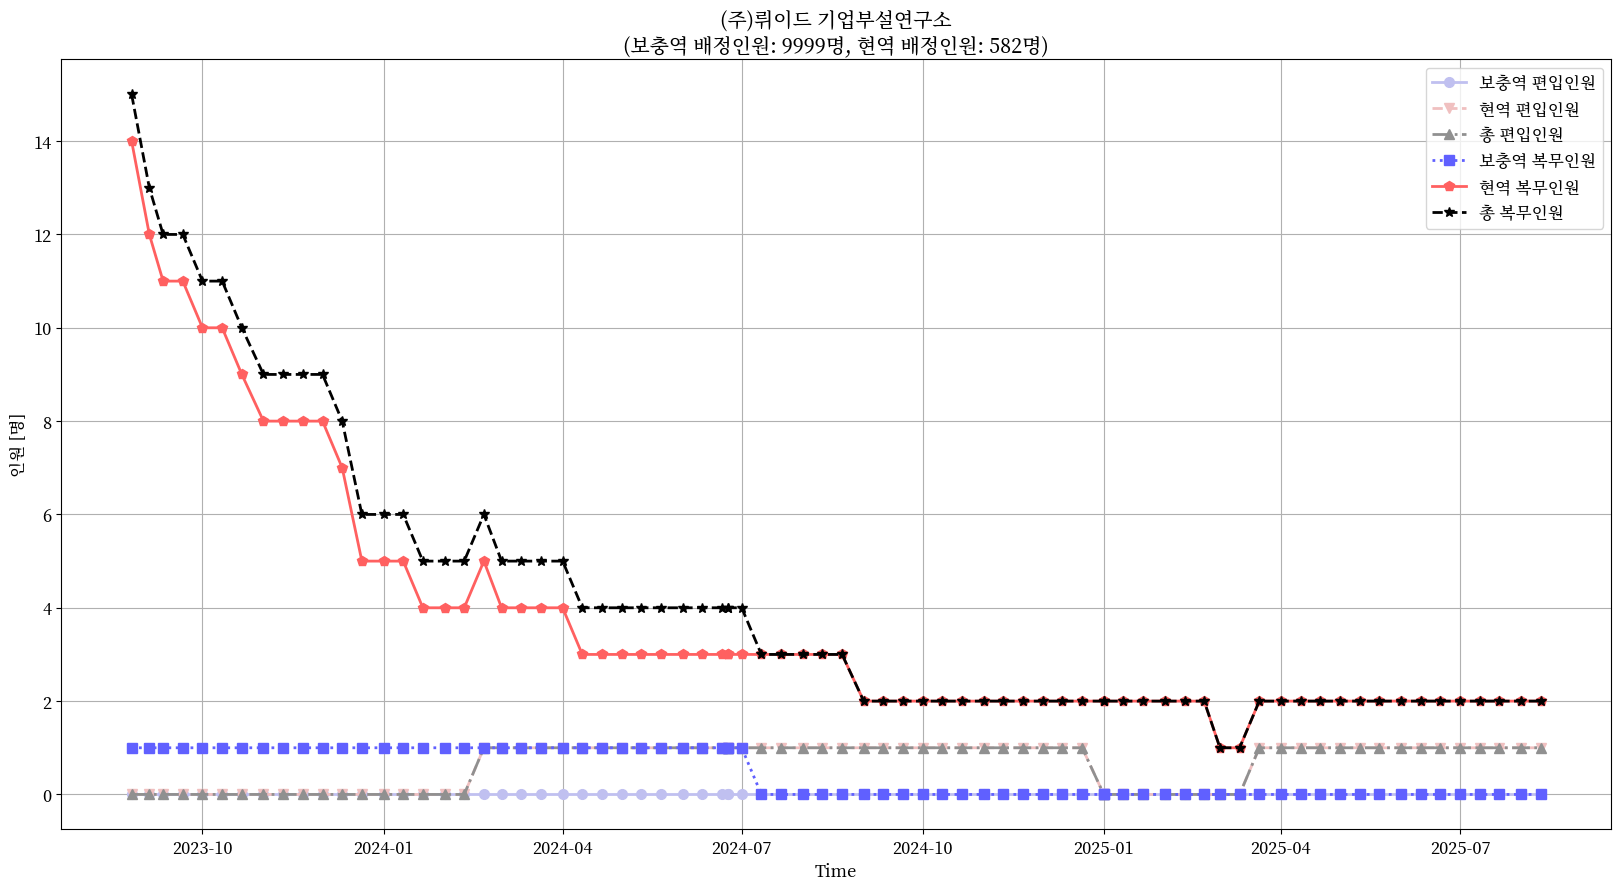 (주)뤼이드 기업부설연구소
(보충역 배정인원: 9999명, 현역 배정인원: 582명)
보충역 편입인원
현역 편입인원
총 편입인원
보충역 복무인원
현역 복무인원
총 복무인원
인원 [명]
14
12
10
8
6
4
2
0
2023-10
2024-01
2024-04
2024-07
2024-10
2025-01
2025-04
2025-07
Time